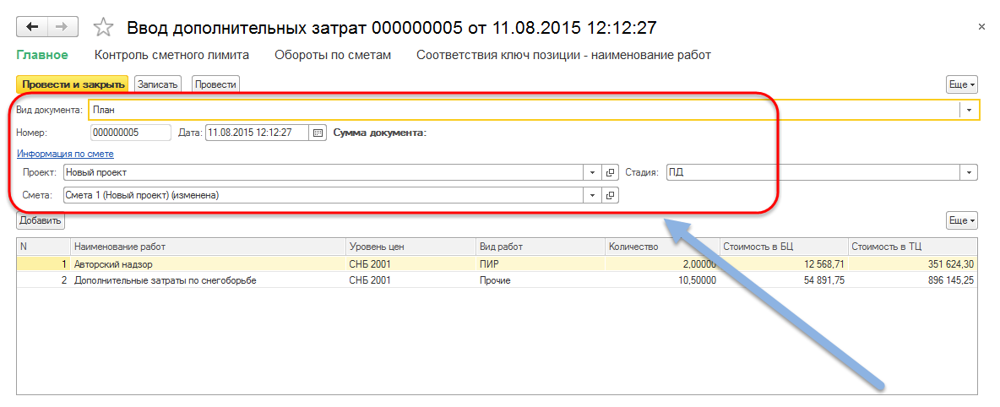 Ввод дополнительных затрат 000000005 от 11.08.2015 12:12:27
Главное Контроль сметного лимита Обороты по сметам Соответствия ключ позиции - наименование работ
Провести и закрыть Записать Провести Еще
Вид документа: План
Номер: 000000005 Дата: 11.08.2015 12:12:27 Сумма документа:
Информация по смете
Проект: Новый проект Стадия: ПД
Смета: Смета 1 (Новый проект) (изменена)
Добавить Еще
N Наименование работ Уровень цен Вид работ Количество Стоимость в БЦ Стоимость в ТЦ
1 Авторский надзор СНБ 2001 ПИР 2,00000 12 568,71 351 624,30
2 Дополнительные затраты по снегоборьбе СНБ 2001 Прочие 10,50000 54 891,75 896 145,25